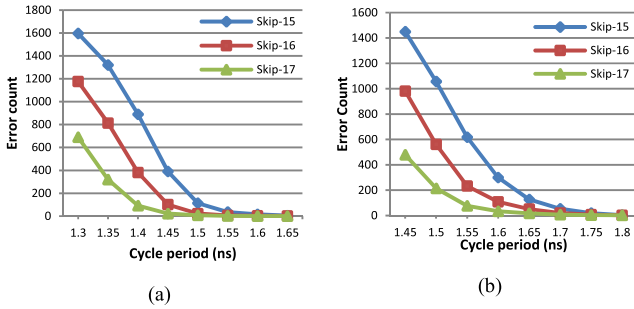 1800
1600
1400
1200
1000
800
600
400
200
0
Error count
Skip-15
Skip-16
Skip-17
1.3 1.35 1.4 1.45 1.5 1.55 1.6 1.65
Cycle period (ns)
(a)
1600
1400
1200
1000
800
600
400
200
0
Error Count
Skip-15
Skip-16
Skip-17
1.45 1.5 1.55 1.6 1.65 1.7 1.75 1.8
Cycle period (ns)
(b)